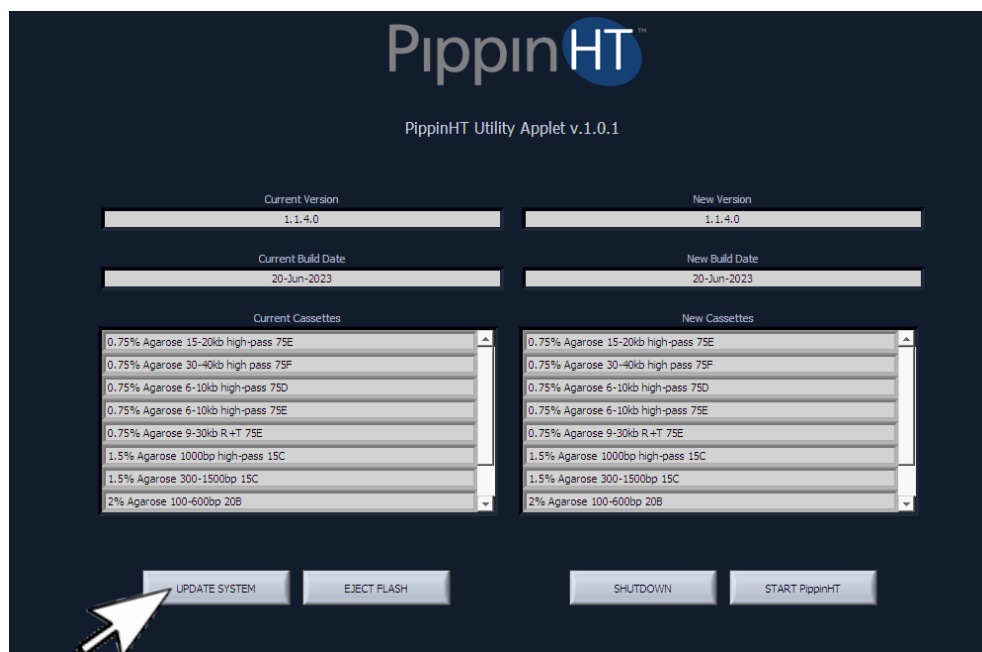 PippinHT™
PippinHT Utility Applet v.1.0.1
Current Version
1.1.4.0
New Version
1.1.4.0
Current Build Date
20-Jun-2023
New Build Date
20-Jun-2023
Current Cassettes
0.75% Agarose 15-20kb high-pass 75E
0.75% Agarose 30-40kb high pass 75F
0.75% Agarose 6-10kb high-pass 75D
0.75% Agarose 6-10kb high-pass 75E
0.75% Agarose 9-30kb R+T 75E
1.5% Agarose 1000bp high-pass 15C
1.5% Agarose 300-1500bp 15C
2% Agarose 100-600bp 20B
New Cassettes
0.75% Agarose 15-20kb high-pass 75E
0.75% Agarose 30-40kb high pass 75F
0.75% Agarose 6-10kb high-pass 75D
0.75% Agarose 6-10kb high-pass 75E
0.75% Agarose 9-30kb R+T 75E
1.5% Agarose 1000bp high-pass 15C
1.5% Agarose 300-1500bp 15C
2% Agarose 100-600bp 20B
UPDATE SYSTEM
EJECT FLASH
SHUTDOWN
START PippinHT